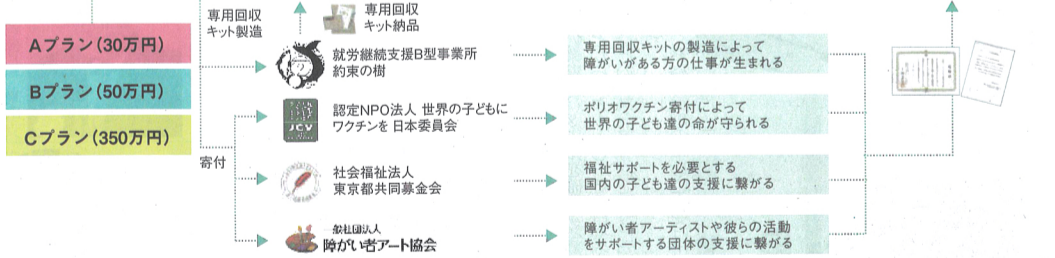 専用回収
キット製造
専用回収
キット納品
Aプラン(30万円)
Bプラン(50万円)
Cプラン(350万円)
寄付
就労継続支援B型事業所
約束の樹
専用回収キットの製造によって
障がいがある方の仕事が生まれる
JCV
認定NPO法人 世界の子どもに
ワクチンを 日本委員会
ポリオワクチン寄付によって
世界の子ども達の命が守られる
社会福祉法人
東京都共同募金会
福祉サポートを必要とする
国内の子ども達の支援に繋がる
一般社団法人
障がい者アート協会
障がい者アーティストや彼らの活動
をサポートする団体の支援に繋がる